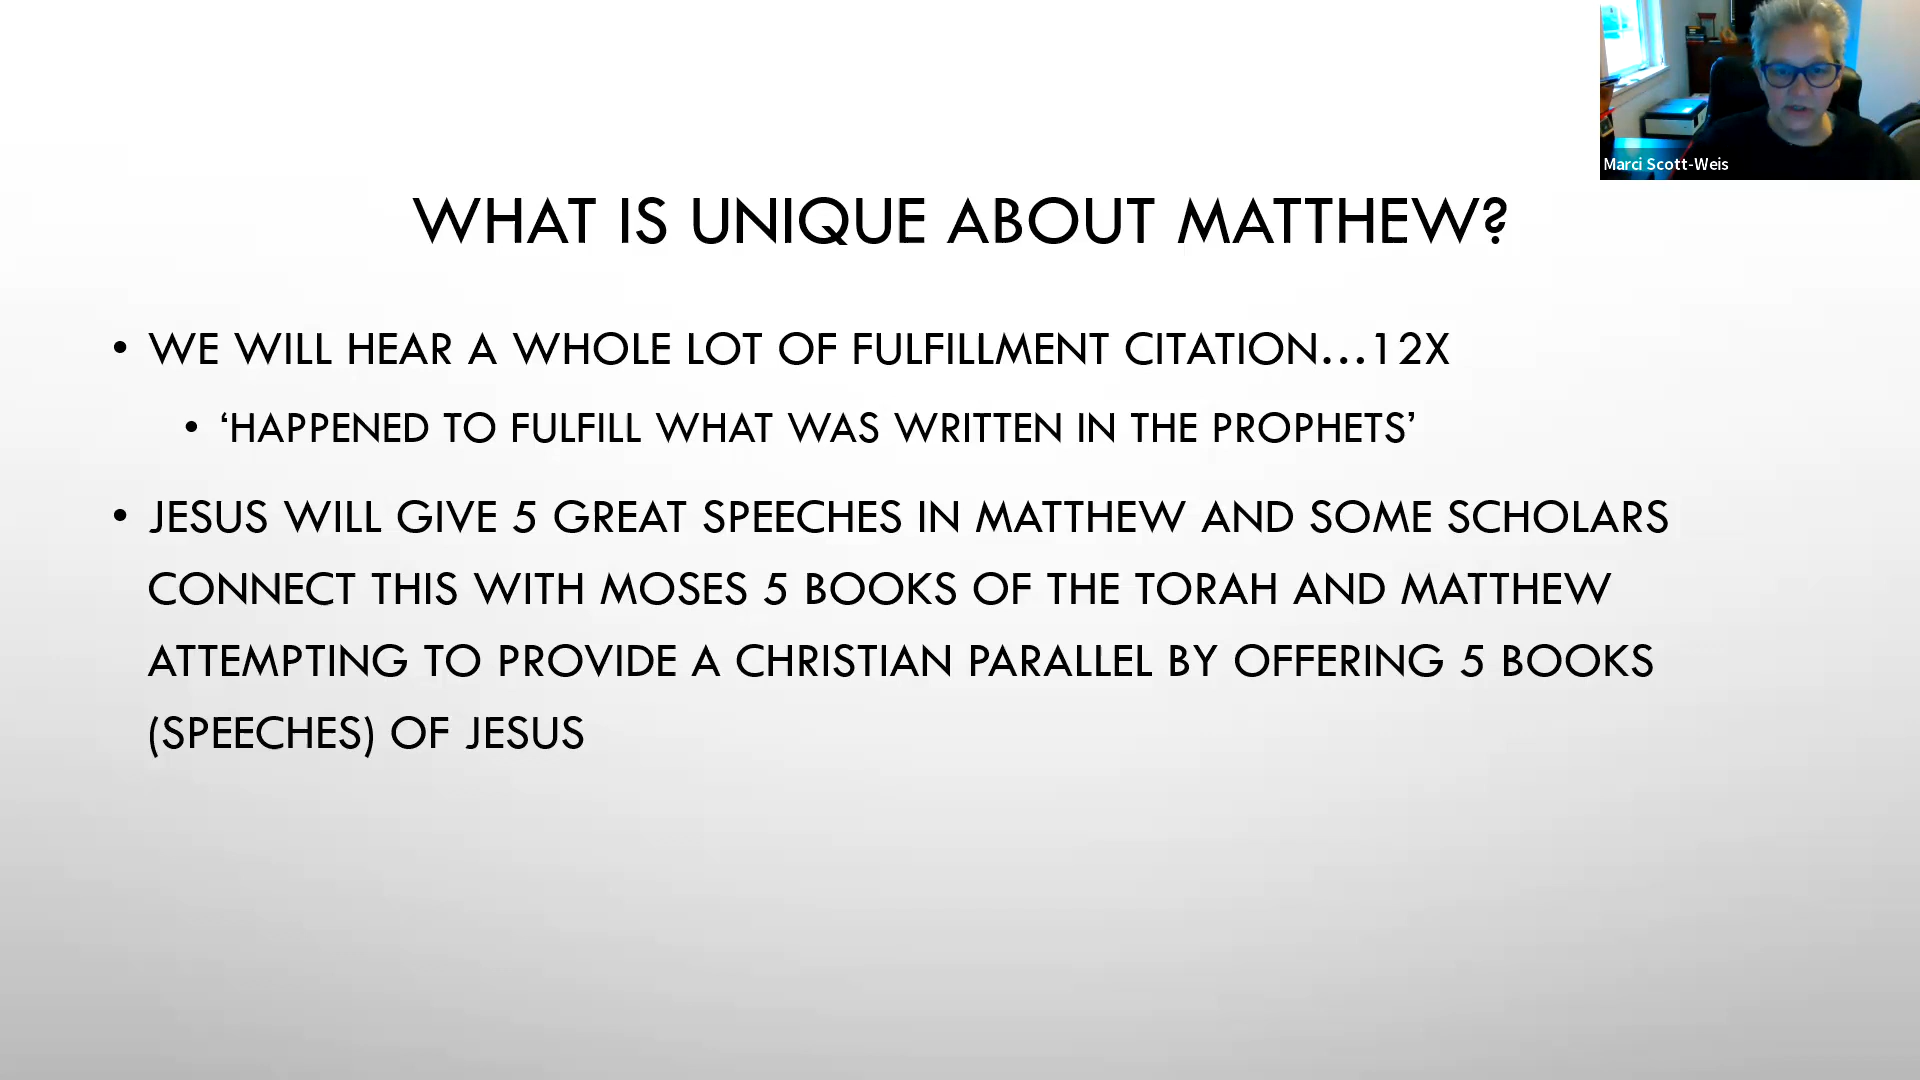 Marci Scott-Weis
WHAT IS UNIQUE ABOUT MATTHEW?
• WE WILL HEAR A WHOLE LOT OF FULFILLMENT CITATION…12X
• ‘HAPPENED TO FULFILL WHAT WAS WRITTEN IN THE PROPHETS’
• JESUS WILL GIVE 5 GREAT SPEECHES IN MATTHEW AND SOME SCHOLARS
CONNECT THIS WITH MOSES 5 BOOKS OF THE TORAH AND MATTHEW
ATTEMPTING TO PROVIDE A CHRISTIAN PARALLEL BY OFFERING 5 BOOKS
(SPEECHES) OF JESUS